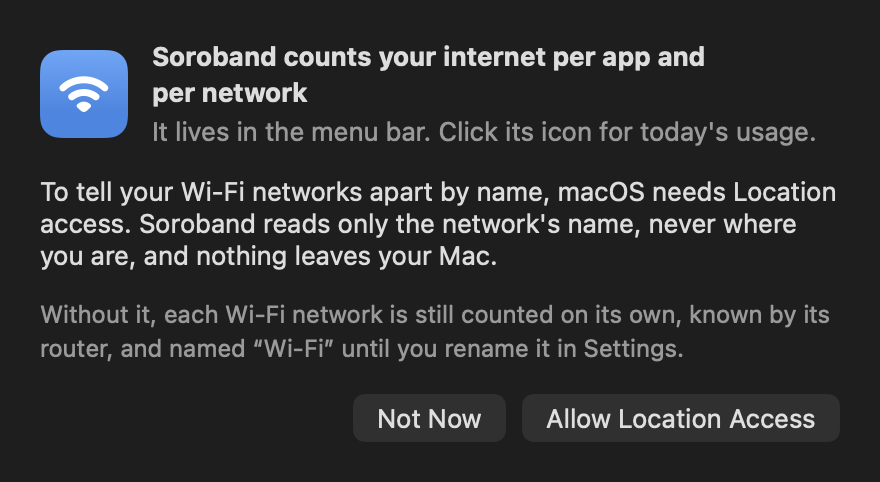 Soroband counts your internet per app and
per network
It lives in the menu bar. Click its icon for today's usage.
To tell your Wi-Fi networks apart by name, macOS needs Location
access. Soroband reads only the network's name, never where
you are, and nothing leaves your Mac.
Without it, each Wi-Fi network is still counted on its own, known by its
router, and named “Wi-Fi” until you rename it in Settings.
Not Now
Allow Location Access